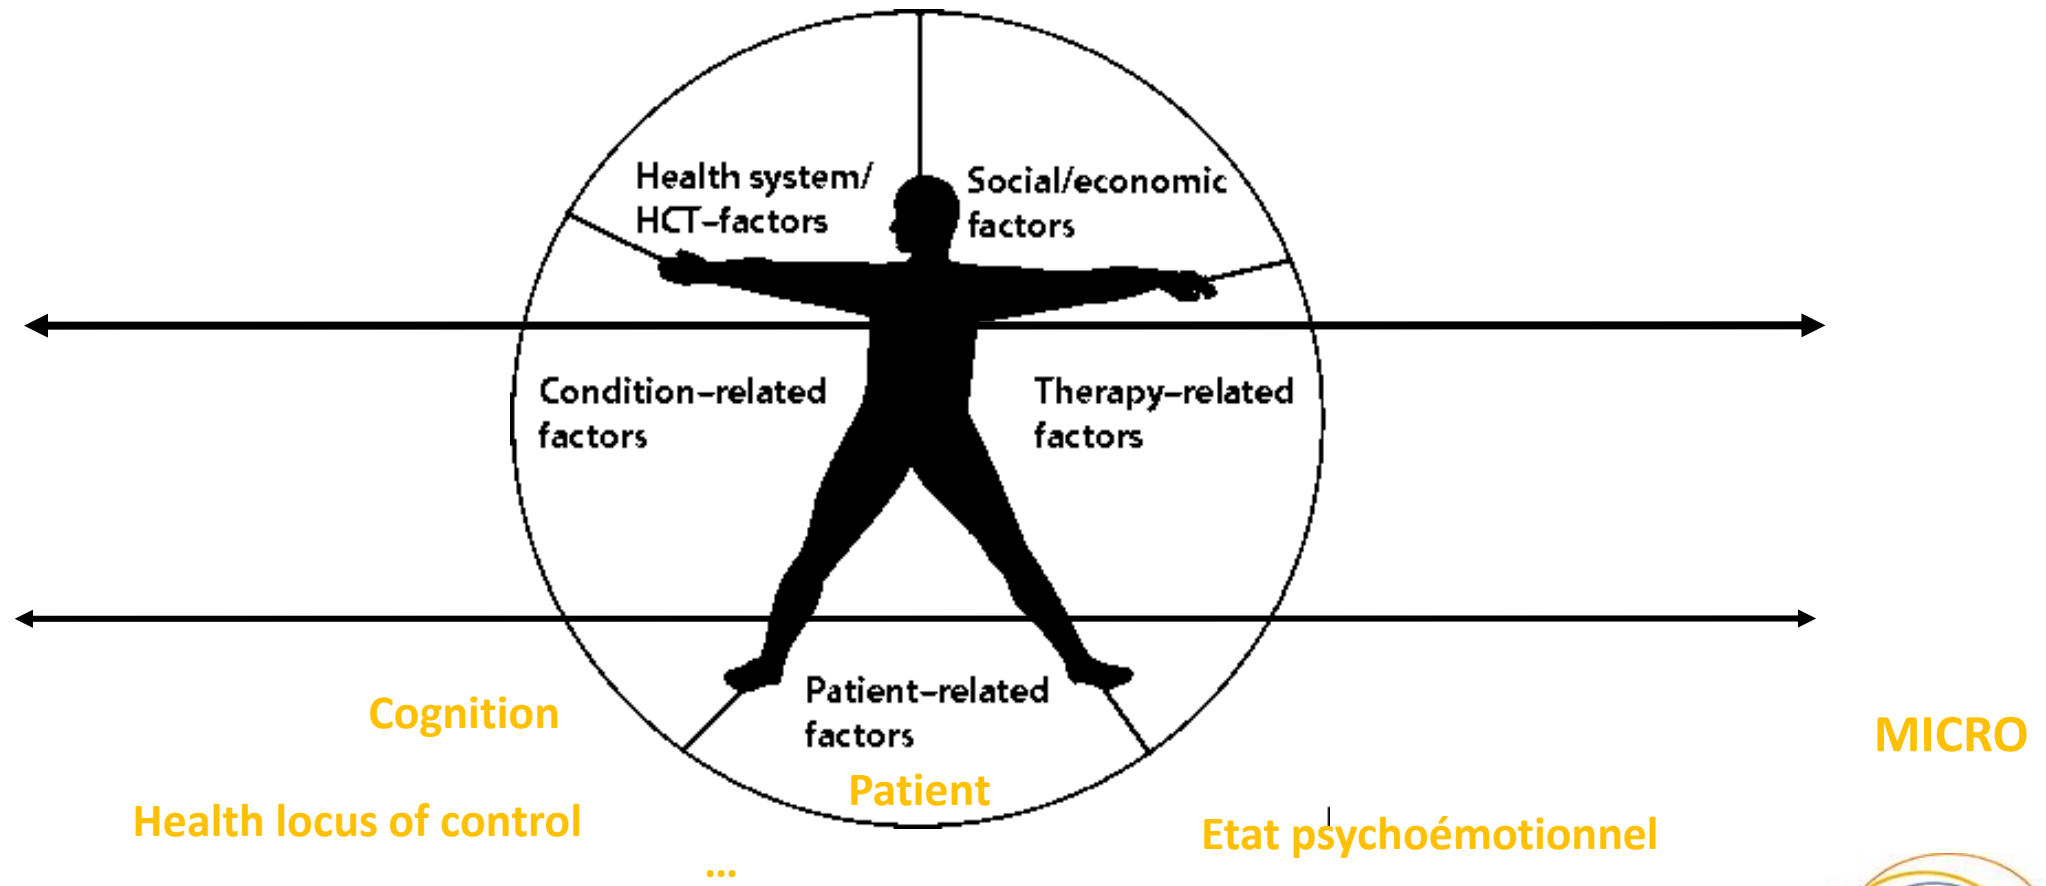 Health system/
HCT–factors
Social/economic
factors
Condition–related
factors
Therapy–related
factors
Patient–related
factors
Cognition
MICRO
Patient
Health locus of control
Etat psychoémotionnel
...